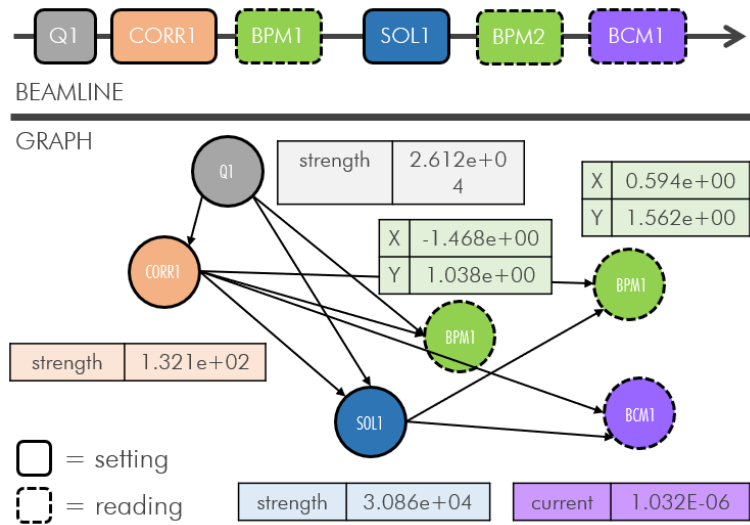 Q1 CORR1 BPM1 SOL1 BPM2 BCM1
BEAMLINE
GRAPH
Q1
strength 2.612e+0
4
X 0.594e+00
Y 1.562e+00
X -1.468e+00
Y 1.038e+00
CORR1
BPM1
BPM1
strength 1.321e+02
SOL1
BCM1
= setting
= reading
strength 3.086e+04
current 1.032E-06